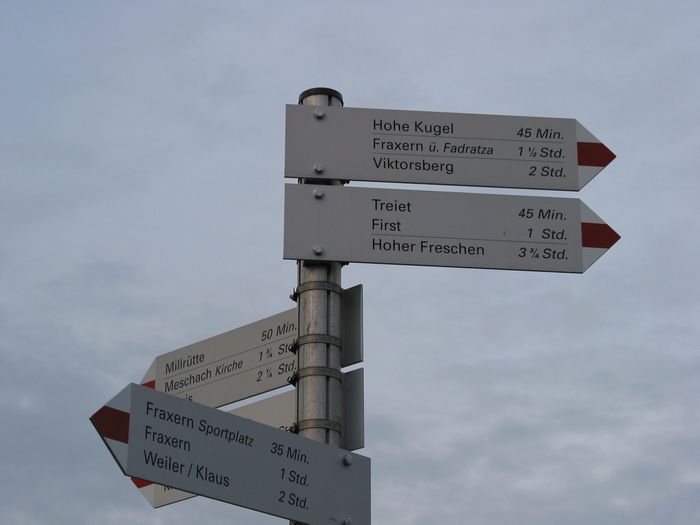 Hohe Kugel 45 Min.
Fraxern ü. Fadratza 1 ½ Std.
Viktorsberg 2 Std.
Treiet 45 Min.
First 1 Std.
Hoher Freschen 3 ¾ Std.
Millrütte 50 Min.
Meschach Kirche 1 ¾ Std
2 ¼ Std.
Fraxern Sportplatz 35 Min.
Fraxern 1 Std.
Weiler / Klaus 2 Std.